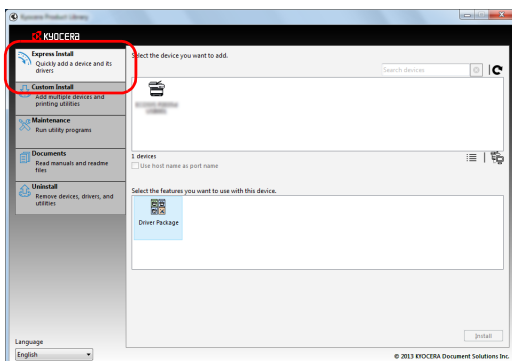 Kyocera Product Library
KYOCERA
Express Install
Quickly add a device and its
drivers
Custom Install
Add multiple devices and
printing utilities
Maintenance
Run utility programs
Documents
Read manuals and readme
files
Uninstall
Remove devices, drivers, and
utilities
Language
English
Select the device you want to add.
Search devices
1 devices
Use host name as port name
Select the features you want to use with this device.
Driver Package
Install
© 2013 KYOCERA Document Solutions Inc.